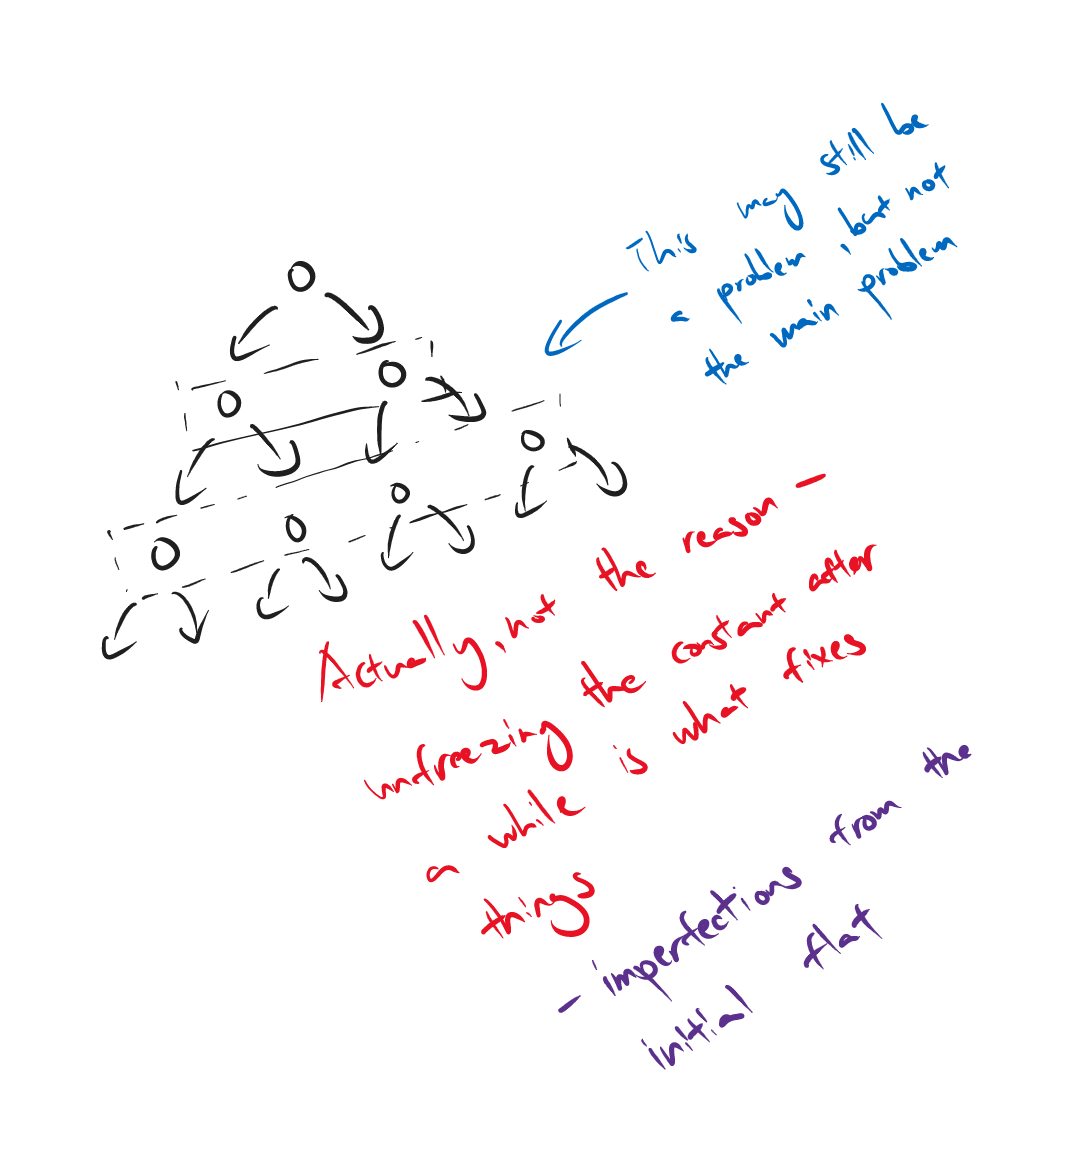 This may still be
a problem, but not
the main problem
Actually, not the reason -
unfreezing the constant after
a while is what fixes
things
- imperfections from the
initial flat